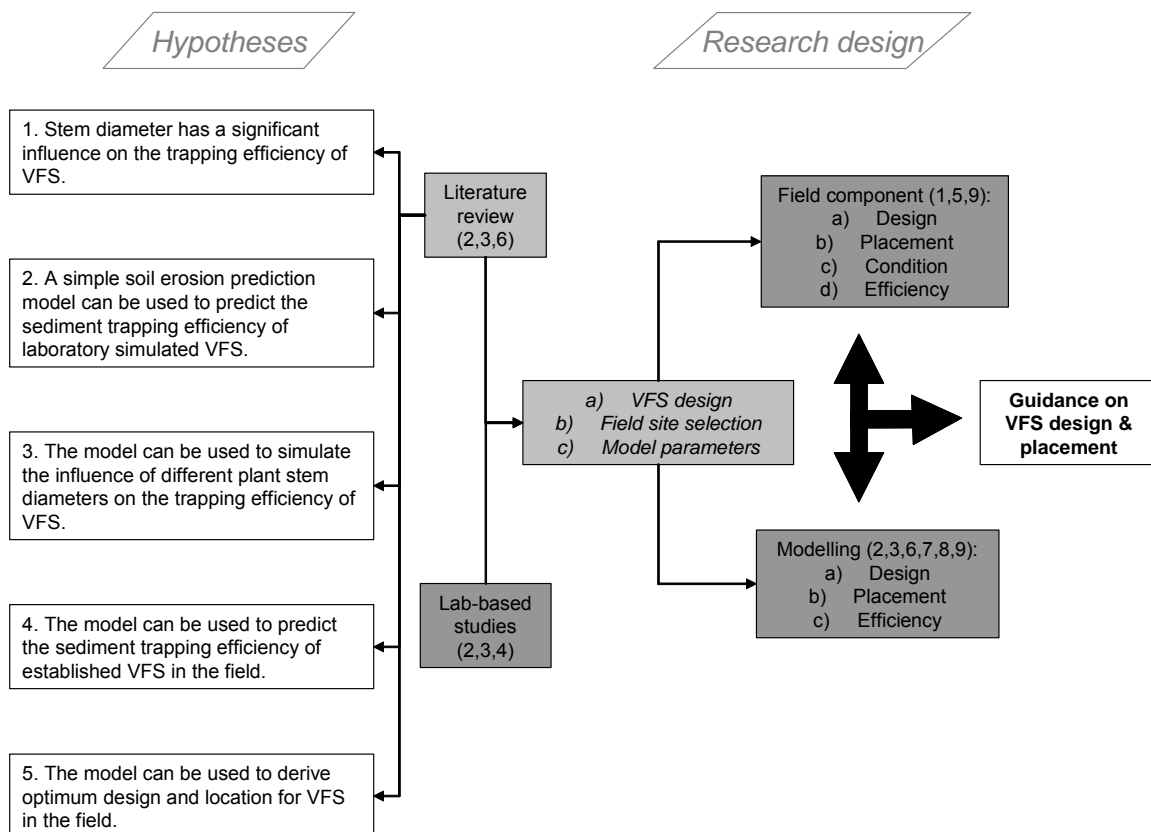 Hypotheses
Research design
1. Stem diameter has a significant
influence on the trapping efficiency of
VFS.
2. A simple soil erosion prediction
model can be used to predict the
sediment trapping efficiency of
laboratory simulated VFS.
3. The model can be used to simulate
the influence of different plant stem
diameters on the trapping efficiency of
VFS.
4. The model can be used to predict
the sediment trapping efficiency of
established VFS in the field.
5. The model can be used to derive
optimum design and location for VFS
in the field.
Literature
review
(2,3,6)
Lab-based
studies
(2,3,4)
a) VFS design
b) Field site selection
c) Model parameters
Field component (1,5,9):
a) Design
b) Placement
c) Condition
d) Efficiency
Modelling (2,3,6,7,8,9):
a) Design
b) Placement
c) Efficiency
Guidance on
VFS design &
placement